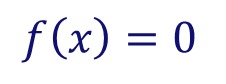 f(x) = 0